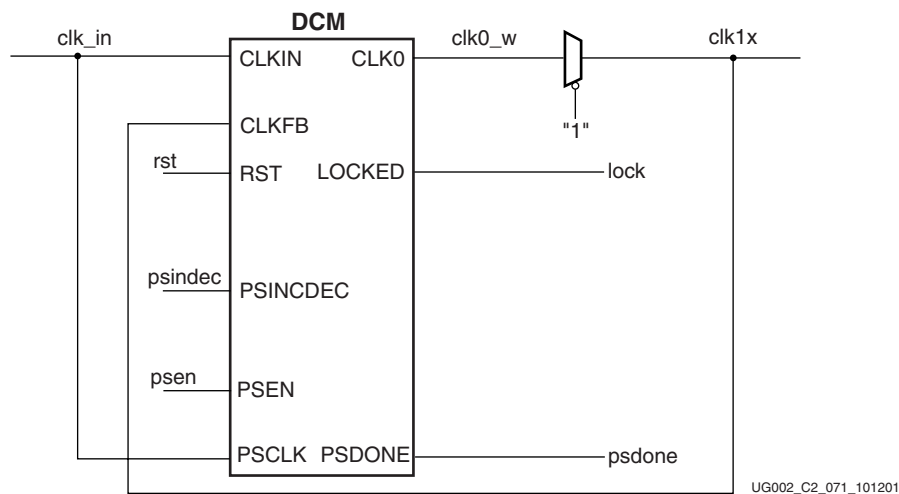 DCM
clk_in
CLKIN
CLK0
clk0_w
clk1x
CLKFB
"1"
rst
RST
LOCKED
lock
psindec
PSINCDEC
psen
PSEN
PSCLK
PSDONE
psdone
UG002_C2_071_101201